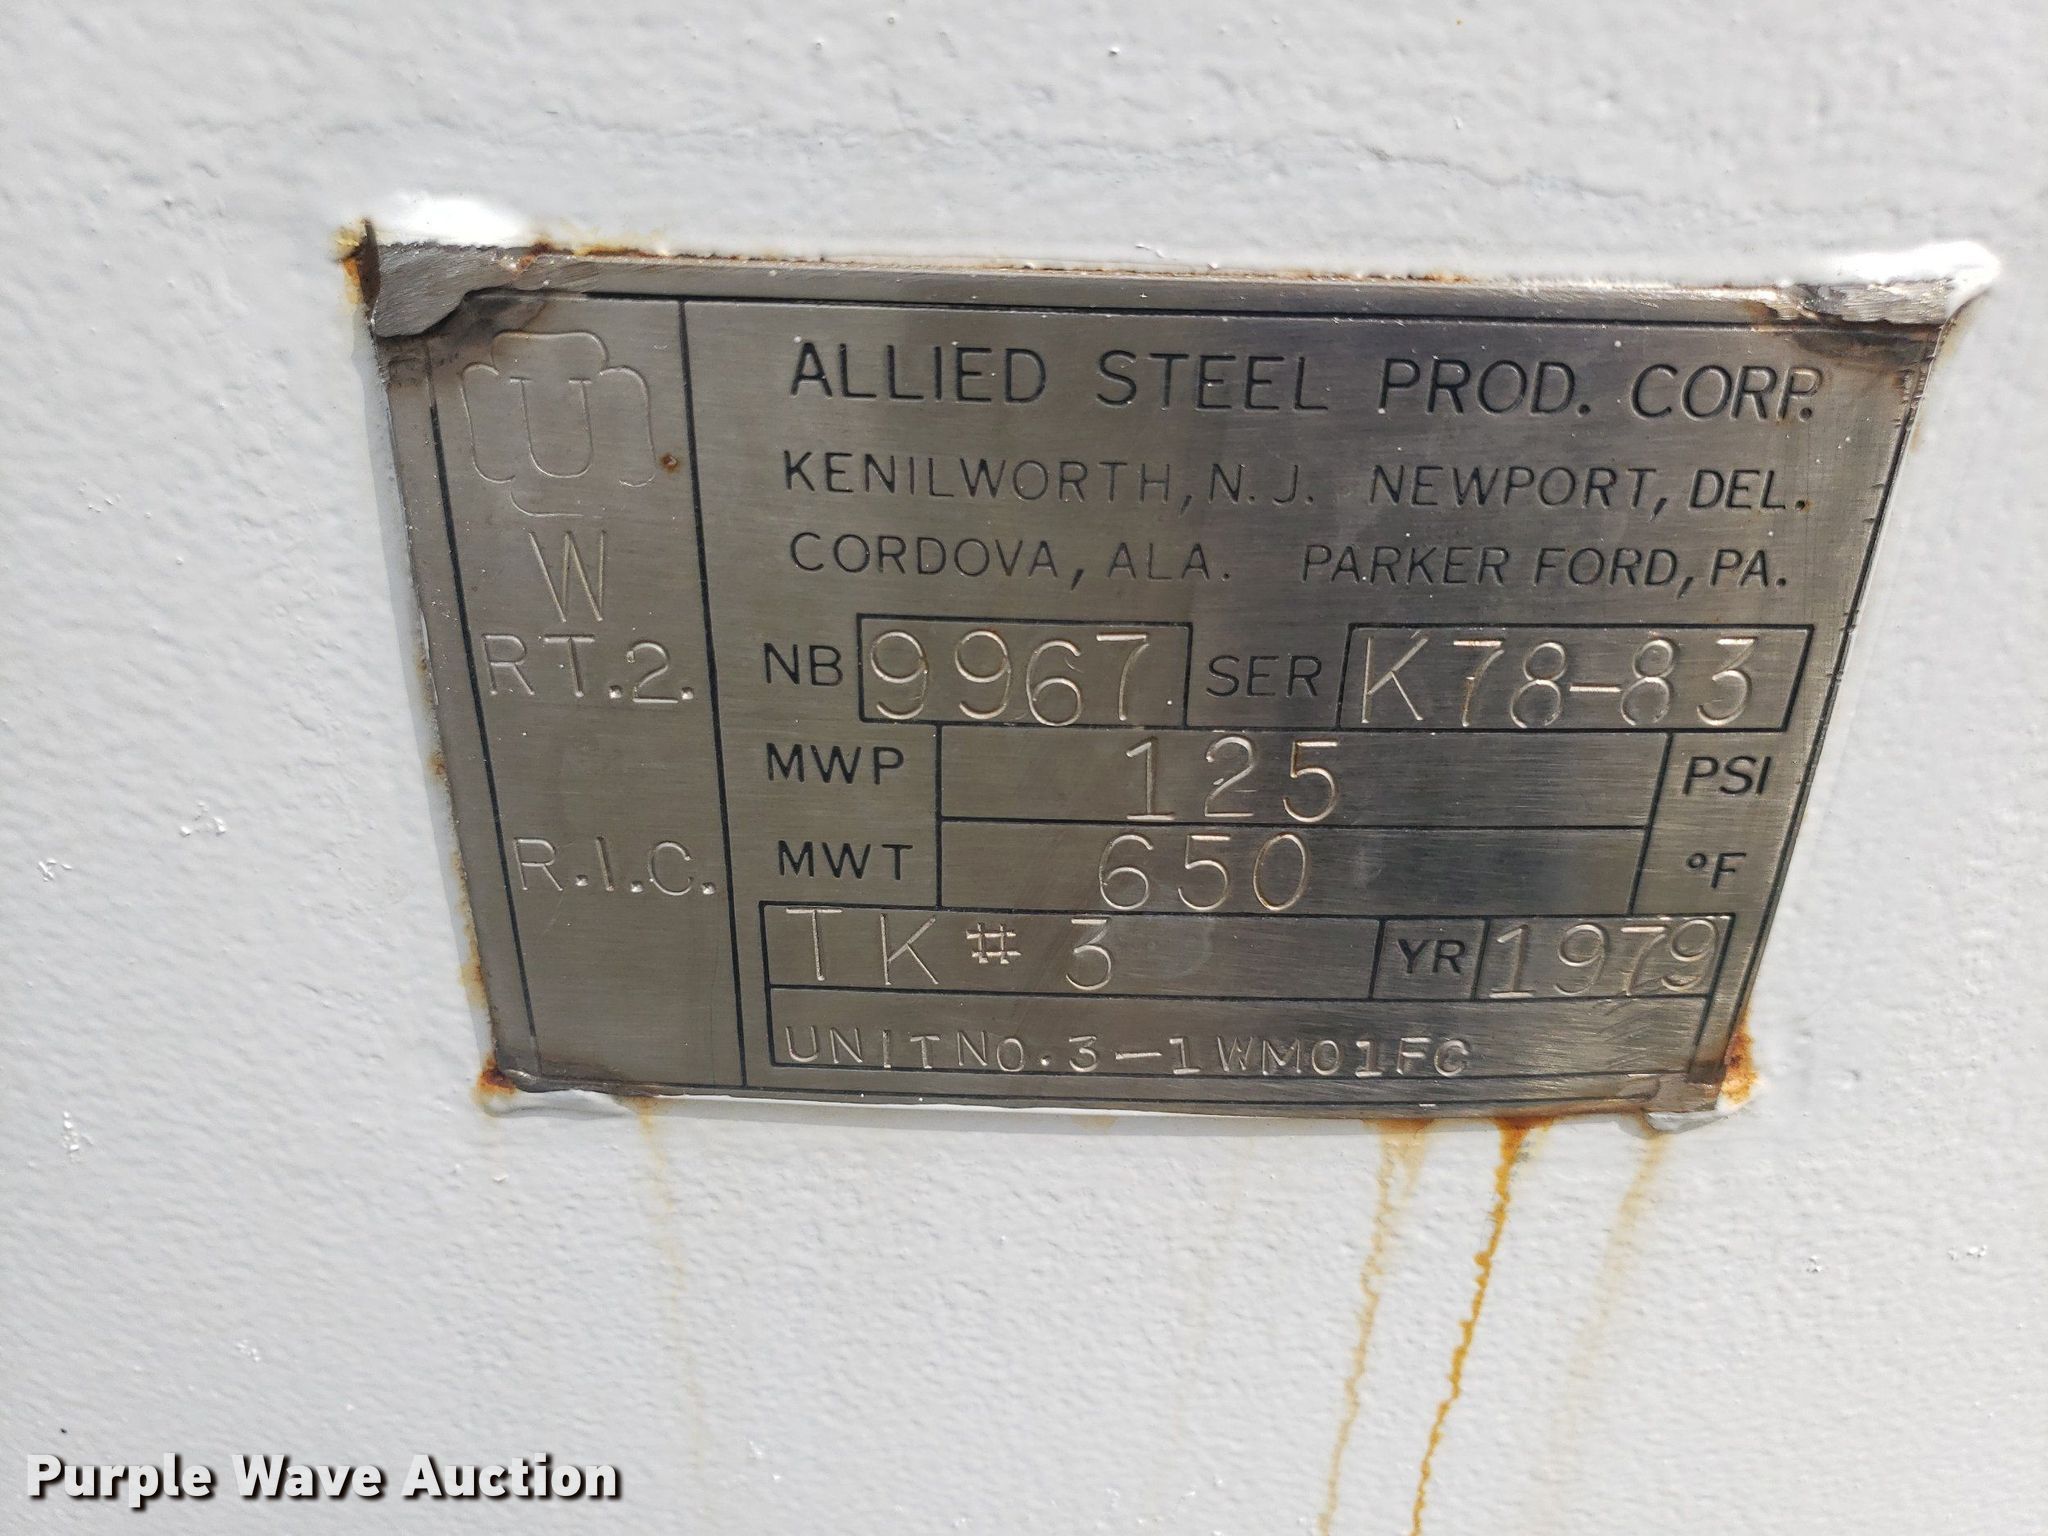 U
W
RT.2.
R.I.C.
ALLIED STEEL PROD. CORP.
KENILWORTH, N.J. NEWPORT, DEL.
CORDOVA, ALA. PARKER FORD, PA.
NB 9967 SER K78-83
MWP 125 PSI
MWT 650 °F
TK # 3 YR 1979
UNIT NO. 3-1WM01FC
Purple Wave Auction